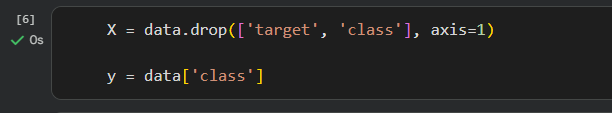 [6]
0s
X = data.drop(['target', 'class'], axis=1)
y = data['class']